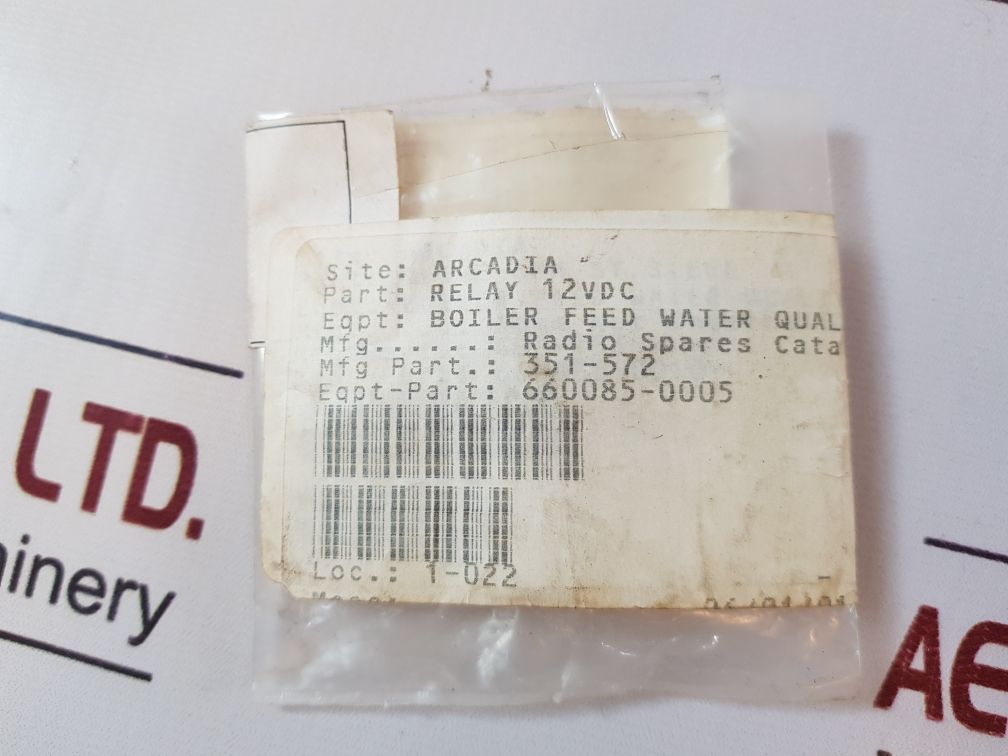 Site: ARCADIA
Part: RELAY 12VDC
Eqpt: BOILER FEED WATER QUAL
Mfg......: Radio Spares Cata
Mfg Part.: 351-572
Eqpt-Part: 660085-0005
Loc.: 1-022
LTD.
hinery
AE